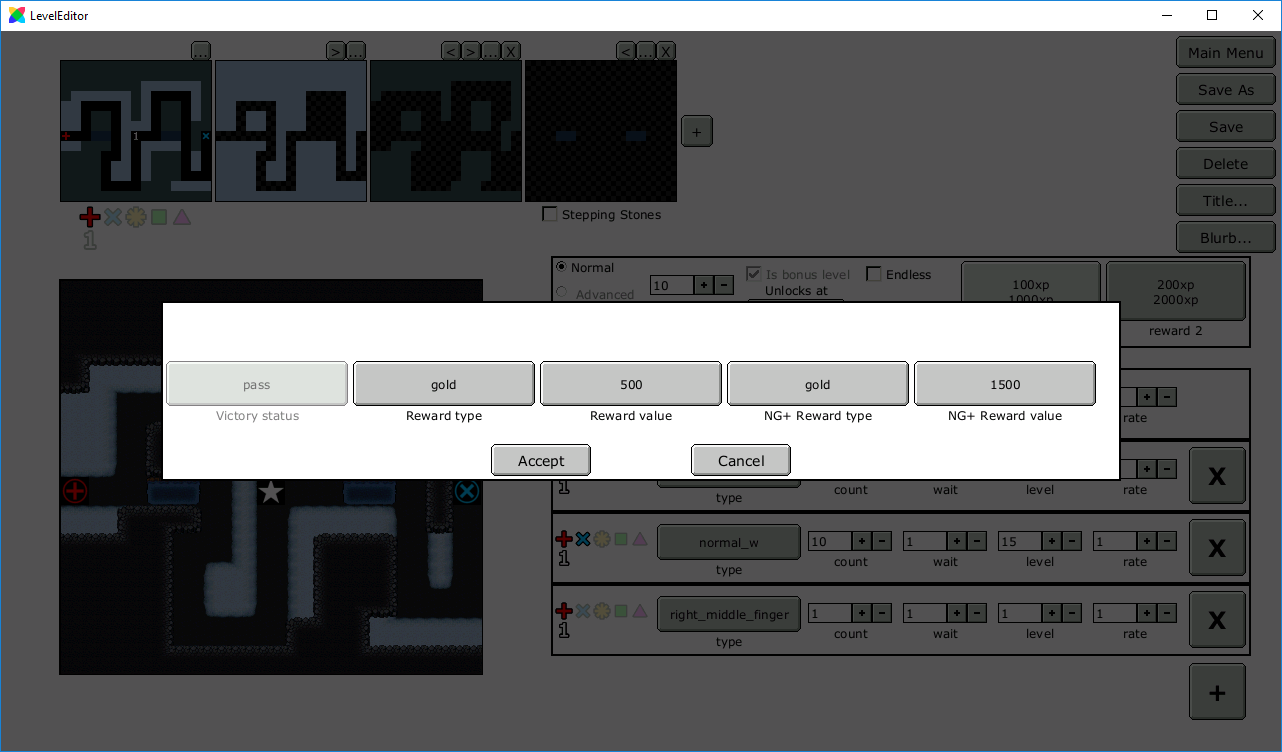 LevelEditor
... > ... < > ... X < ... X
Main Menu
Save As
Save
Delete
Title...
Blurb...
1
+
Stepping Stones
1
Normal
Advanced
10 + -
Is bonus level
Endless
Unlocks at
100xp
1000xp
200xp
2000xp
reward 2
pass
gold
500
gold
1500
Victory status
Reward type
Reward value
NG+ Reward type
NG+ Reward value
Accept
Cancel
+ -
rate
+ -
1
type
count
wait
level
rate
X
1
normal_w
10 + -
1 + -
15 + -
1 + -
type
count
wait
level
rate
X
1
right_middle_finger
1 + -
1 + -
1 + -
1 + -
type
count
wait
level
rate
X
+